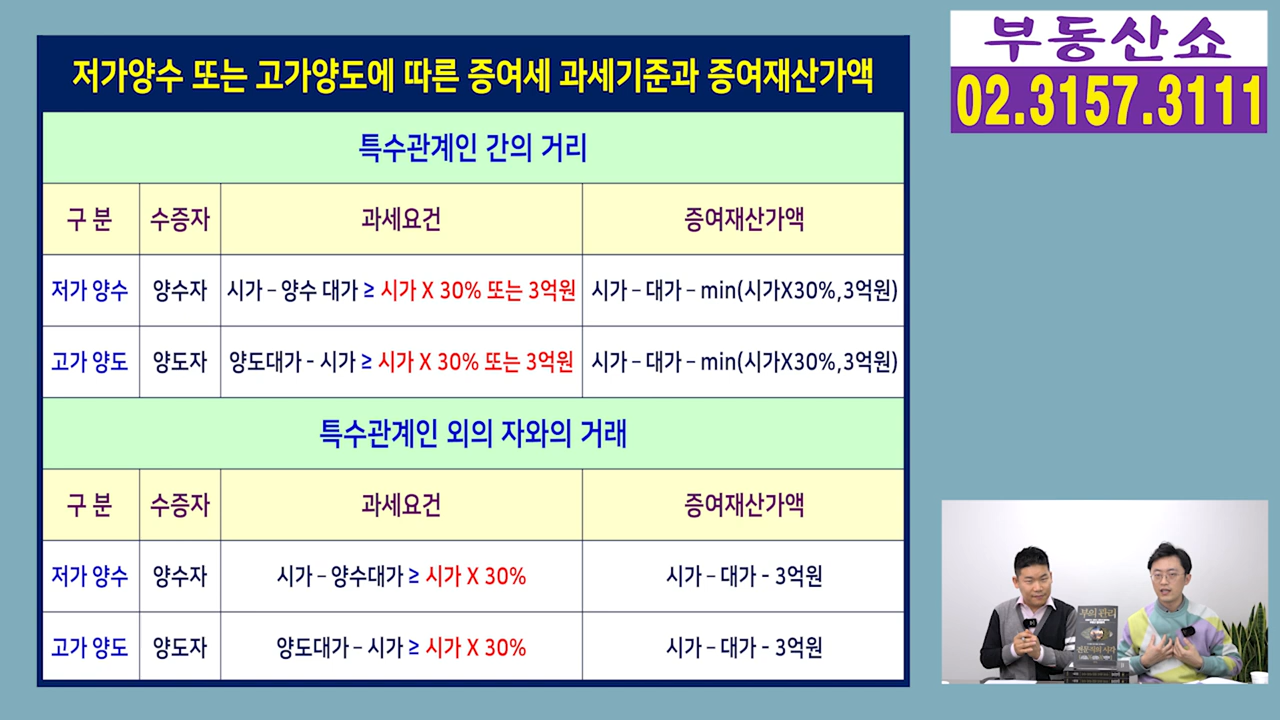 저가양수 또는 고가양도에 따른 증여세 과세기준과 증여재산가액
부동산쇼
02.3157.3111
특수관계인 간의 거리
구 분 수증자 과세요건 증여재산가액
저가 양수 양수자 시가 – 양수 대가 ≥ 시가 X 30% 또는 3억원 시가 – 대가 – min(시가X30%,3억원)
고가 양도 양도자 양도대가 - 시가 ≥ 시가 X 30% 또는 3억원 시가 – 대가 – min(시가X30%,3억원)
특수관계인 외의 자와의 거래
구 분 수증자 과세요건 증여재산가액
저가 양수 양수자 시가 – 양수대가 ≥ 시가 X 30% 시가 – 대가 - 3억원
고가 양도 양도자 양도대가 – 시가 ≥ 시가 X 30% 시가 – 대가 - 3억원
부의 관리
전문직의 시각